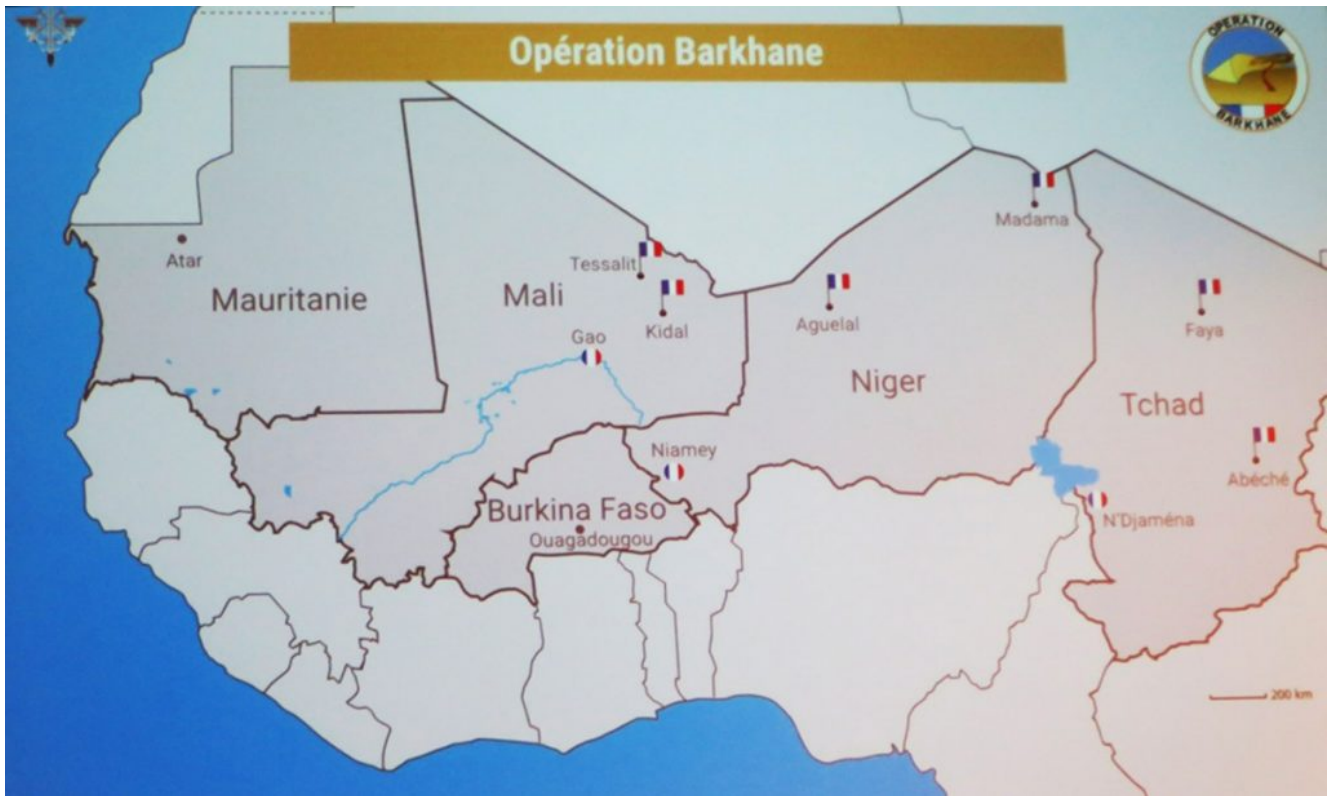 Opération Barkhane
OPERATION
BARKHANE
Madama
Atar
Tessalit
Mauritanie
Mali
Kidal
Aguelal
Faya
Gao
Niger
Tchad
Niamey
Abéché
Burkina Faso
N'Djaména
Ouagadougou
200 km